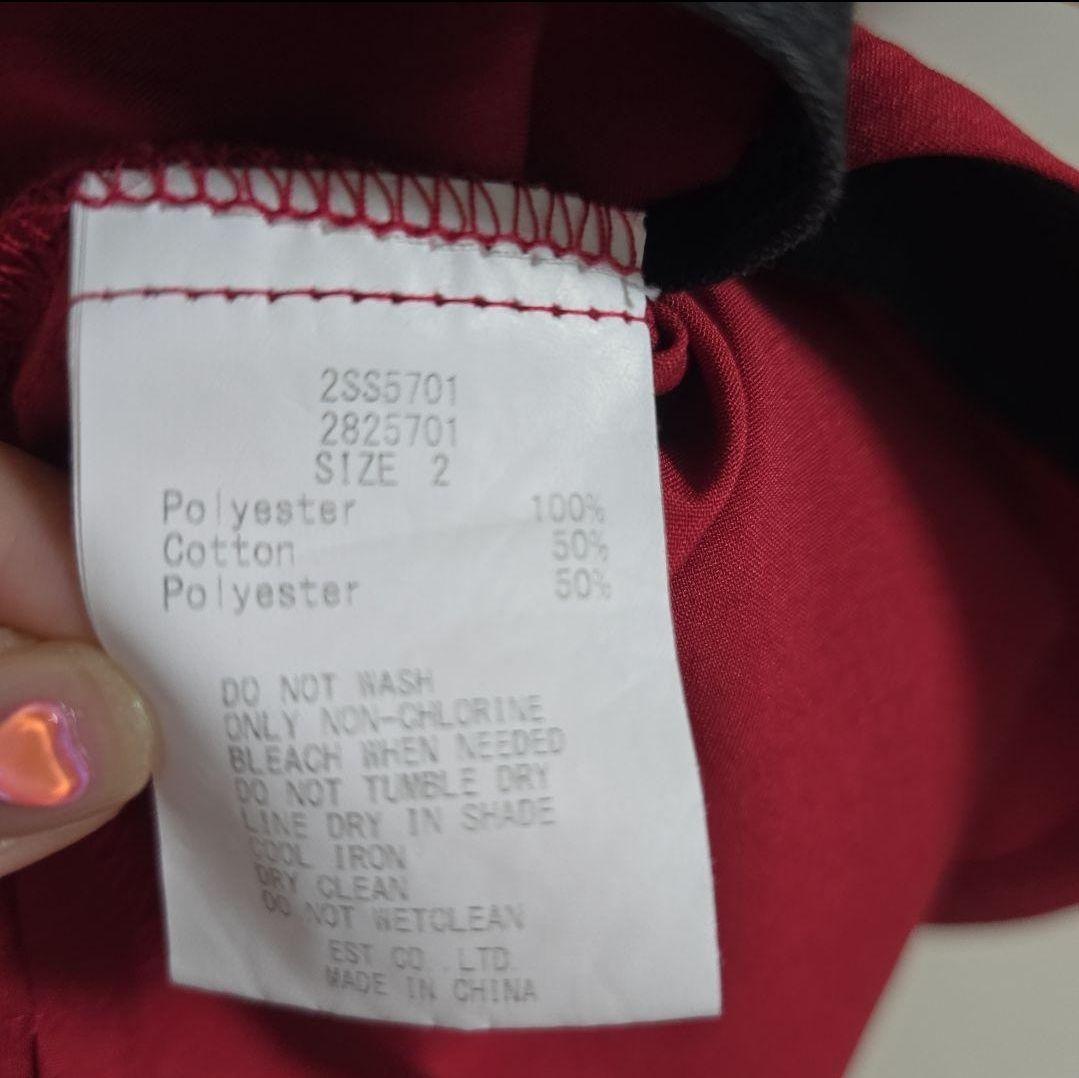 2SS5701
2825701
SIZE 2
Polyester 100%
Cotton 50%
Polyester 50%
DO NOT WASH
ONLY NON-CHLORINE
BLEACH WHEN NEEDED
DO NOT TUMBLE DRY
LINE DRY IN SHADE
COOL IRON
DRY CLEAN
DO NOT WETCLEAN
EST CO.,LTD.
MADE IN CHINA